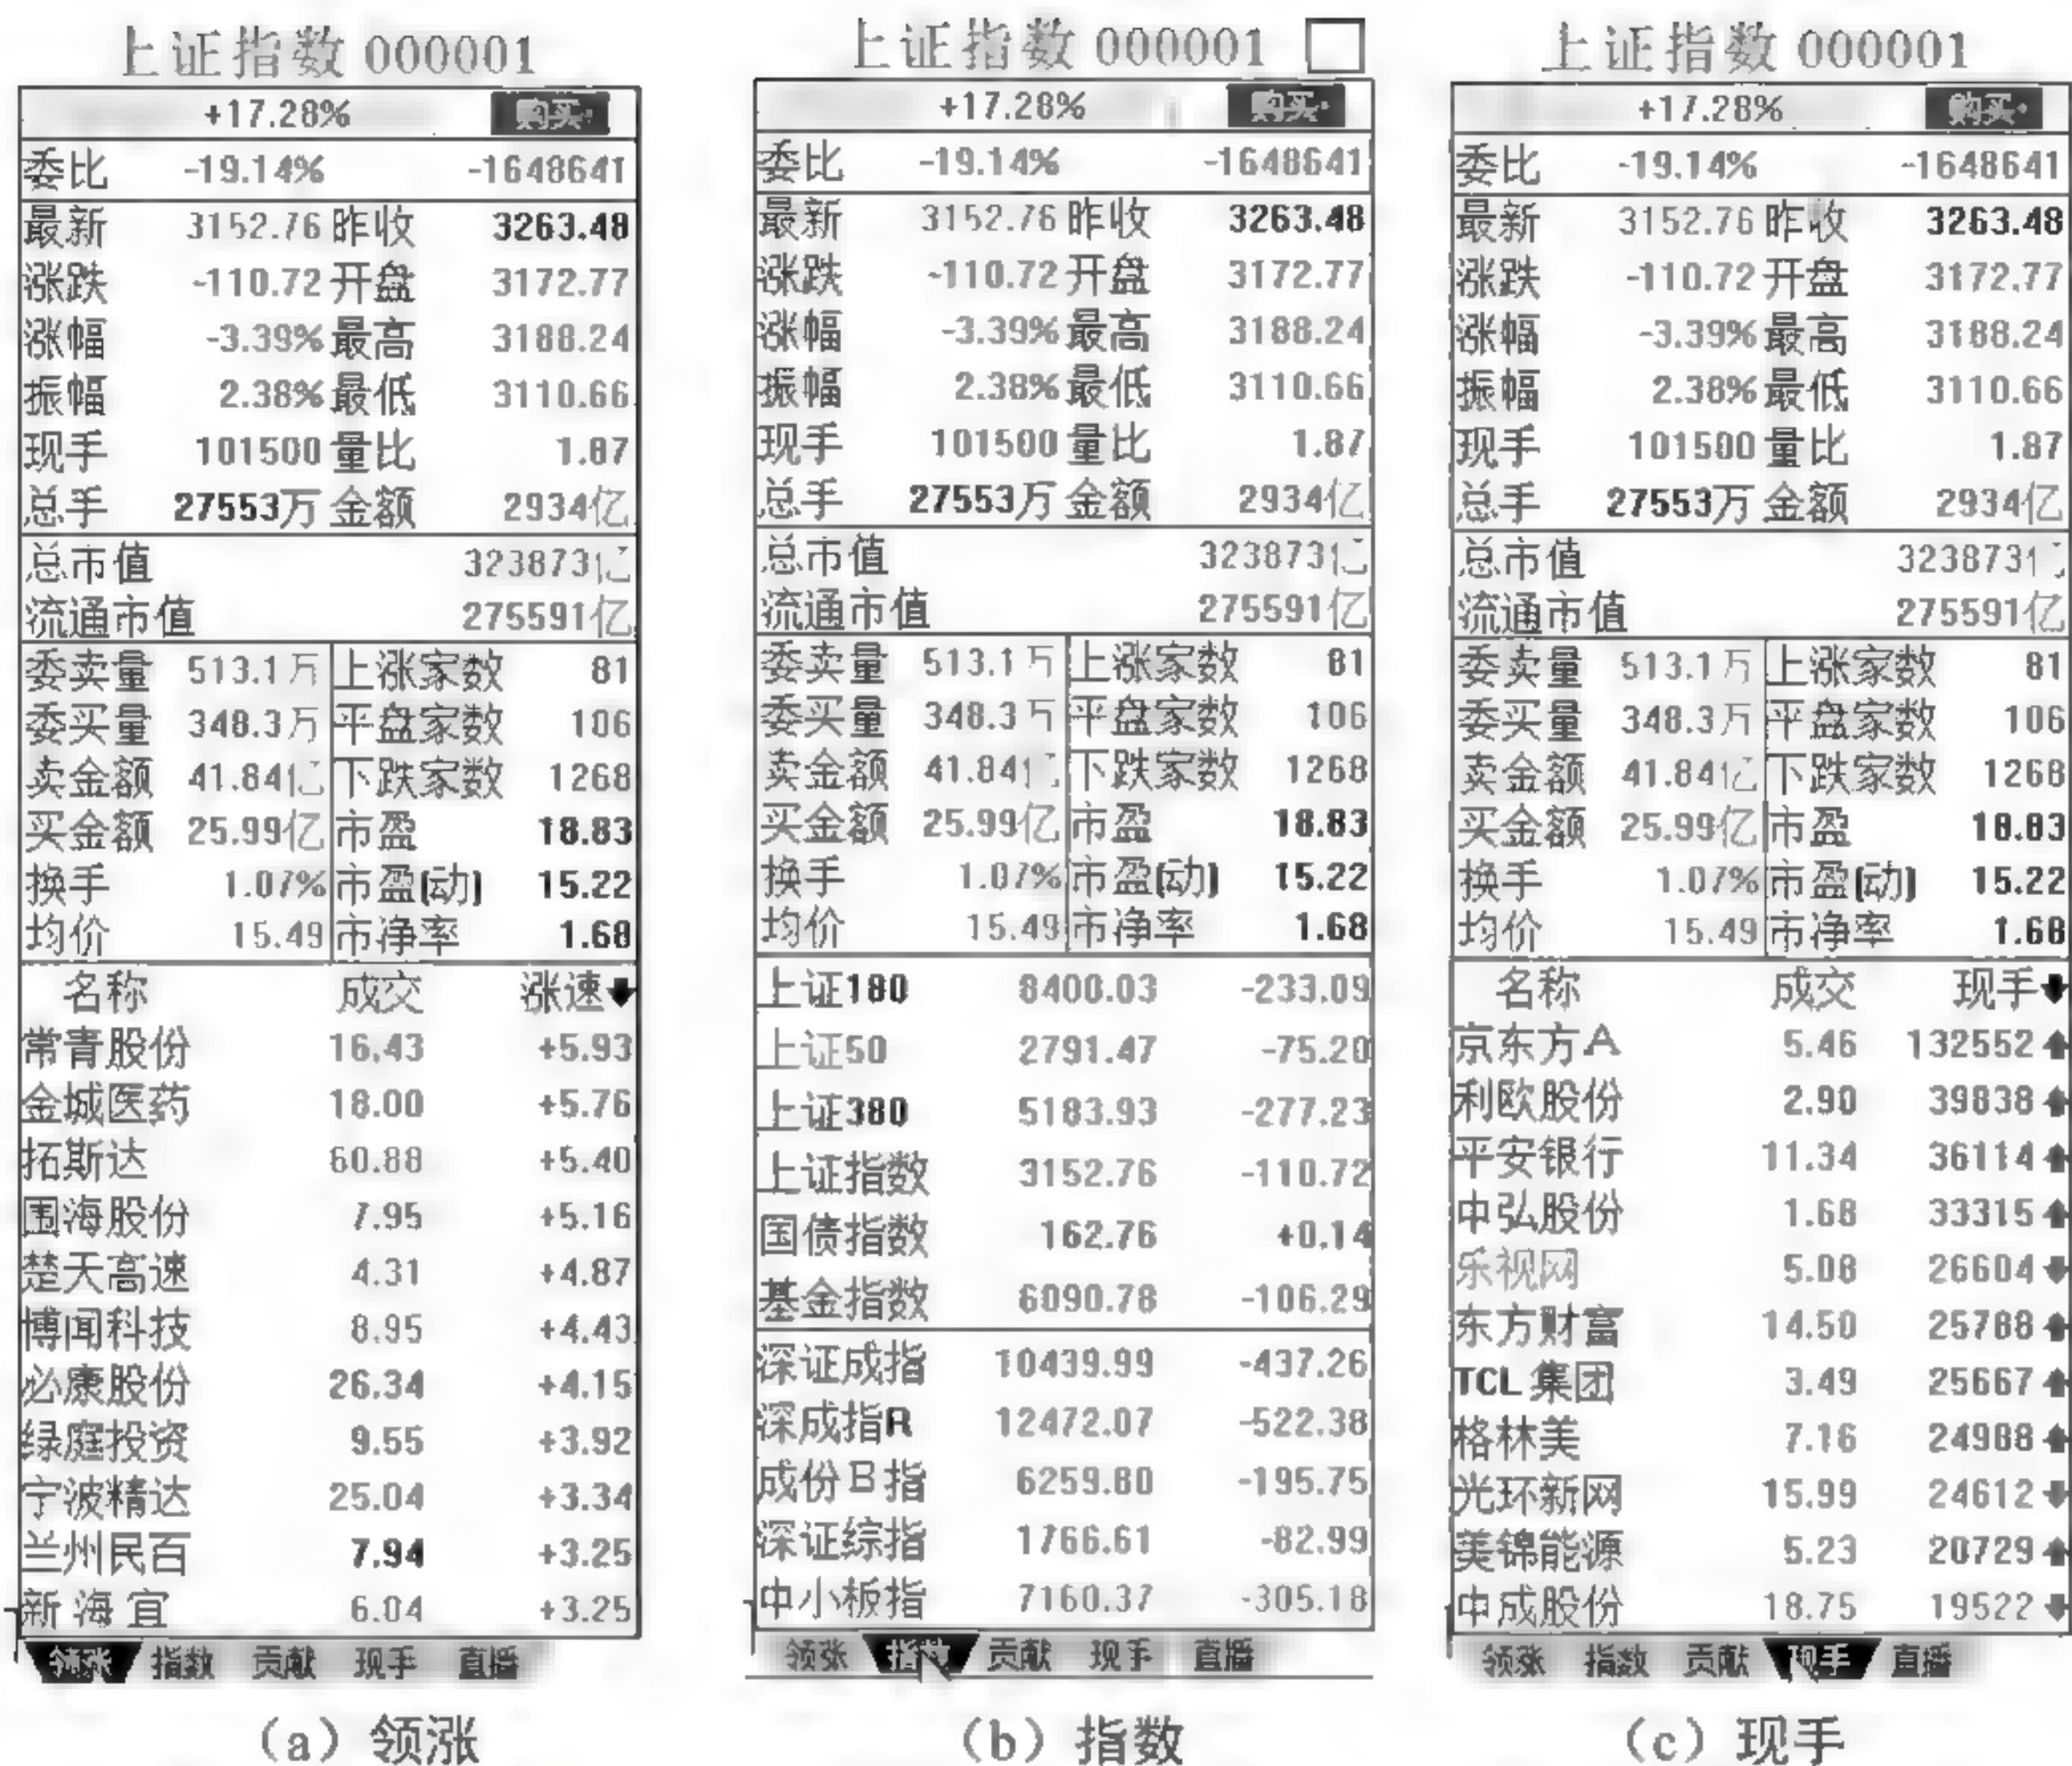 上证指数 000001
+17.28% 购买·
委比 -19.14% -1648641
最新 3152.76 昨收 3263.48
涨跌 -110.72 开盘 3172.77
涨幅 -3.39% 最高 3188.24
振幅 2.38% 最低 3110.66
现手 101500 量比 1.87
总手 27553万 金额 2934亿
总市值 323873亿
流通市值 275591亿
委卖量 513.1万 上涨家数 81
委买量 348.3万 平盘家数 106
卖金额 41.84亿 下跌家数 1268
买金额 25.99亿 市盈 18.83
换手 1.07% 市盈(动) 15.22
均价 15.49 市净率 1.68
名称 成交 涨速↓
常青股份 16.43 +5.93
金城医药 18.00 +5.76
拓斯达 60.88 +5.40
国海股份 7.95 +5.16
楚天高速 4.31 +4.87
博闻科技 8.95 +4.43
必康股份 26.34 +4.15
绿庭投资 9.55 +3.92
宁波精达 25.04 +3.34
兰州民百 7.94 +3.25
新海宜 6.04 +3.25
领涨 指数 贡献 现手 直播
(a) 领涨
上证指数 000001
+17.28% 购买·
委比 -19.14% -1648641
最新 3152.76 昨收 3263.48
涨跌 -110.72 开盘 3172.77
涨幅 -3.39% 最高 3188.24
振幅 2.38% 最低 3110.66
现手 101500 量比 1.87
总手 27553万 金额 2934亿
总市值 323873亿
流通市值 275591亿
委卖量 513.1万 上涨家数 81
委买量 348.3万 平盘家数 106
卖金额 41.84亿 下跌家数 1268
买金额 25.99亿 市盈 18.83
换手 1.07% 市盈(动) 15.22
均价 15.49 市净率 1.68
上证180 8400.03 -233.09
上证50 2791.47 -75.20
上证380 5183.93 -277.23
上证指数 3152.76 -110.72
国债指数 162.76 +0.14
基金指数 6090.78 -106.29
深证成指 10439.99 -437.26
深成指R 12472.07 -522.38
成份B指 6259.80 -195.75
深证综指 1766.61 -82.99
中小板指 7160.37 -305.18
领涨 指数 贡献 现手 直播
(b) 指数
上证指数 000001
+17.28% 购买·
委比 -19.14% -1648641
最新 3152.76 昨收 3263.48
涨跌 -110.72 开盘 3172.77
涨幅 -3.39% 最高 3188.24
振幅 2.38% 最低 3110.66
现手 101500 量比 1.87
总手 27553万 金额 2934亿
总市值 323873亿
流通市值 275591亿
委卖量 513.1万 上涨家数 81
委买量 348.3万 平盘家数 106
卖金额 41.84亿 下跌家数 1268
买金额 25.99亿 市盈 18.83
换手 1.07% 市盈(动) 15.22
均价 15.49 市净率 1.68
名称 成交 现手↓
京东方A 5.46 132552↑
利欧股份 2.90 39838↑
平安银行 11.34 36114↑
中弘股份 1.68 33315↑
乐视网 5.08 26604↓
东方财富 14.50 25788↑
TCL集团 3.49 25667↑
格林美 7.16 24988↑
光环新网 15.99 24612↓
美锦能源 5.23 20729↑
中成股份 18.75 19522↓
领涨 指数 贡献 现手 直播
(c) 现手